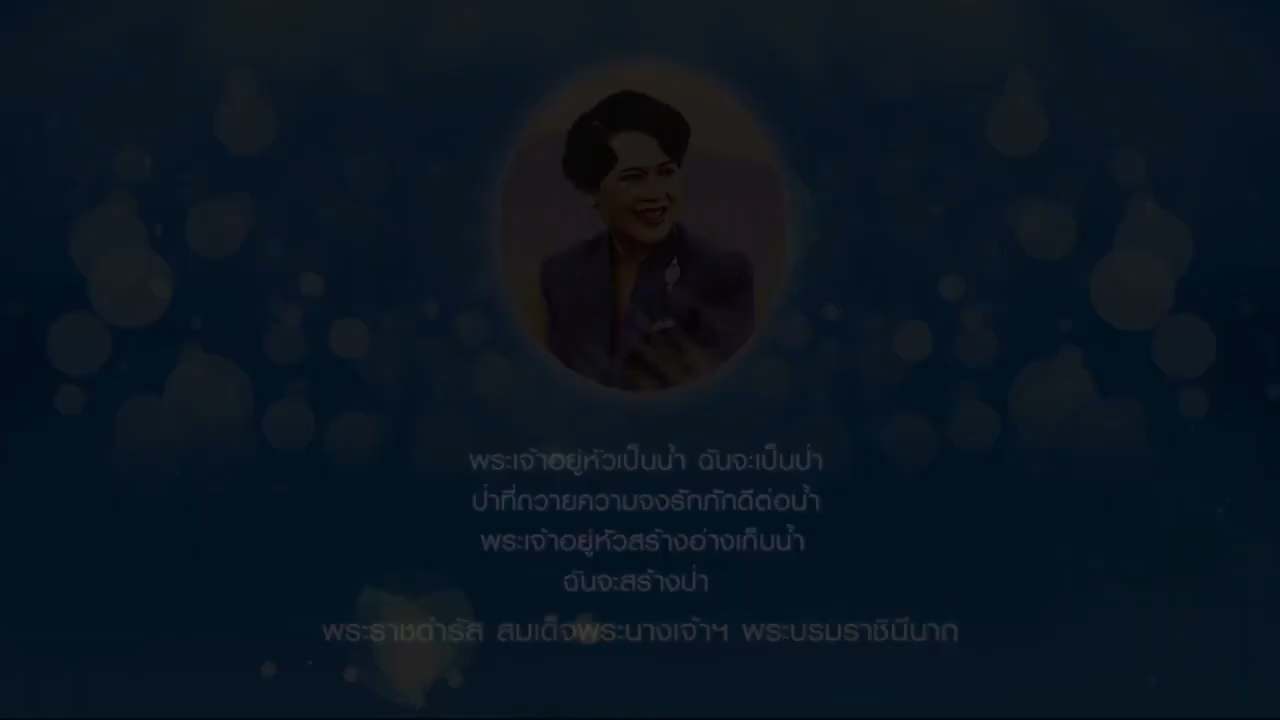 พระเจ้าอยู่หัวเป็นน้ำ ฉันจะเป็นป่า
ป่าที่ถวายความจงรักภักดีต่อน้ำ
พระเจ้าอยู่หัวสร้างอ่างเก็บน้ำ
ฉันจะสร้างป่า
พระราชดำรัส สมเด็จพระนางเจ้าฯ พระบรมราชินีนาถ